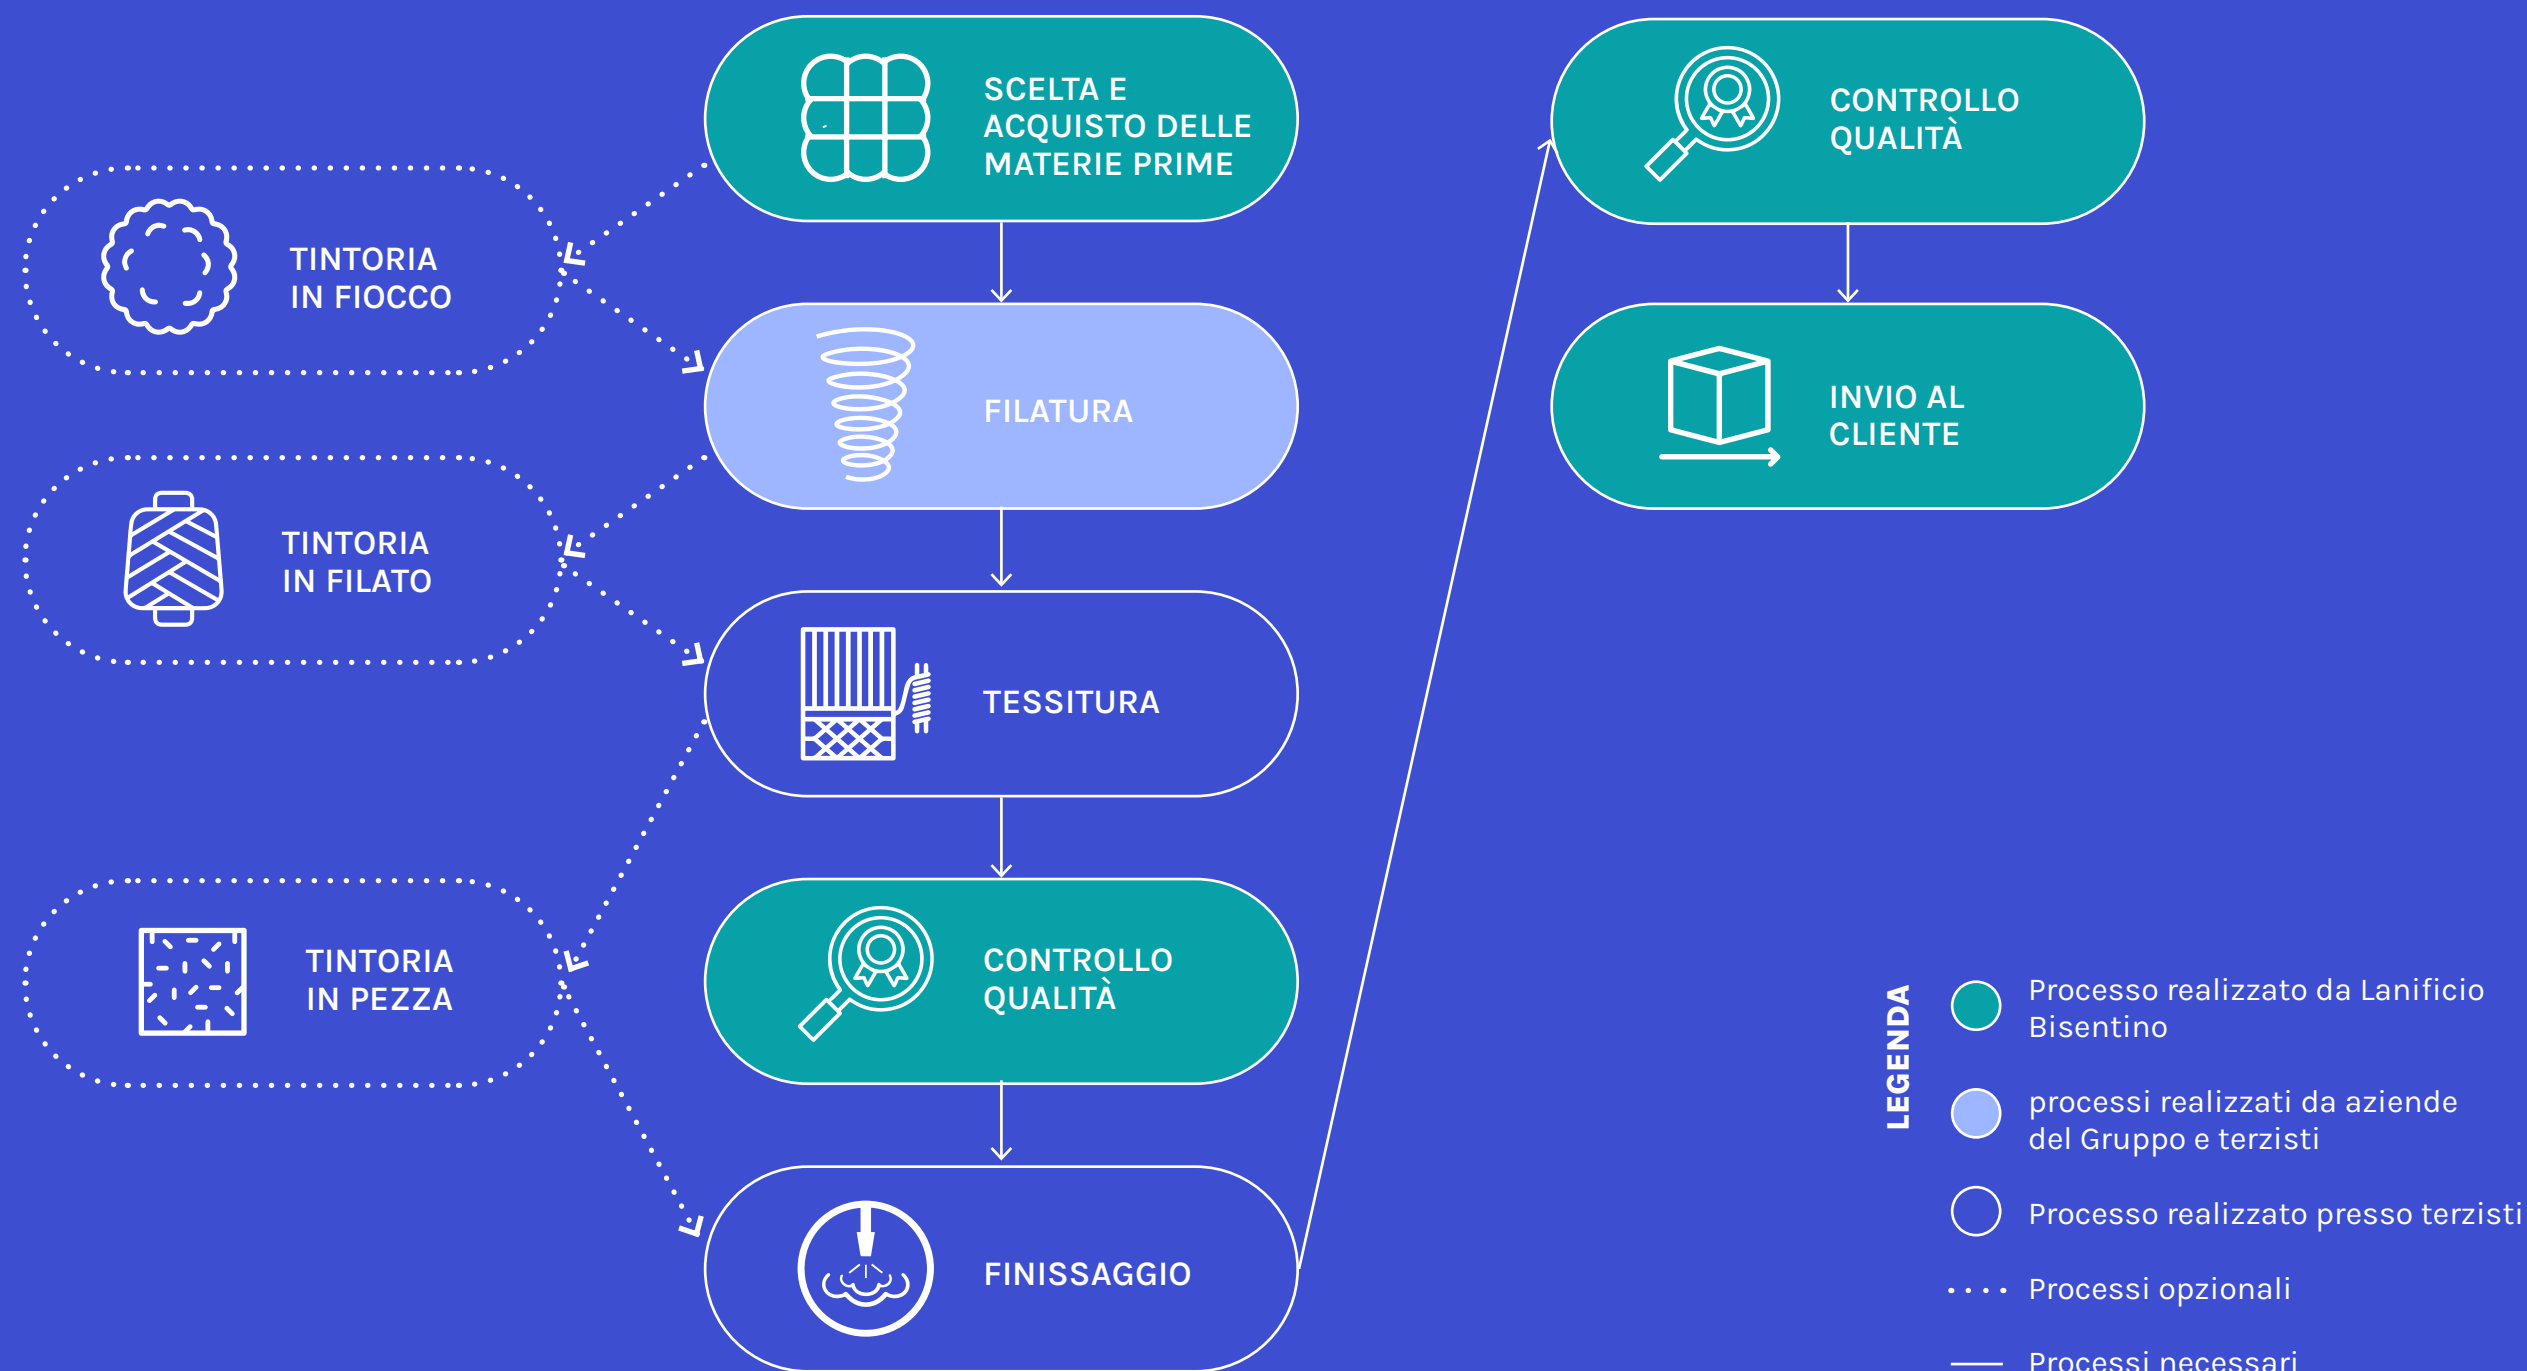 SCELTA E
ACQUISTO DELLE
MATERIE PRIME
TINTORIA
IN FIOCCO
FILATURA
TINTORIA
IN FILATO
TESSITURA
TINTORIA
IN PEZZA
CONTROLLO
QUALITÀ
FINISSAGGIO
CONTROLLO
QUALITÀ
INVIO AL
CLIENTE
LEGENDA
Processo realizzato da Lanificio
Bisentino
processi realizzati da aziende
del Gruppo e terzisti
Processo realizzato presso terzisti
Processi opzionali
Processi necessari